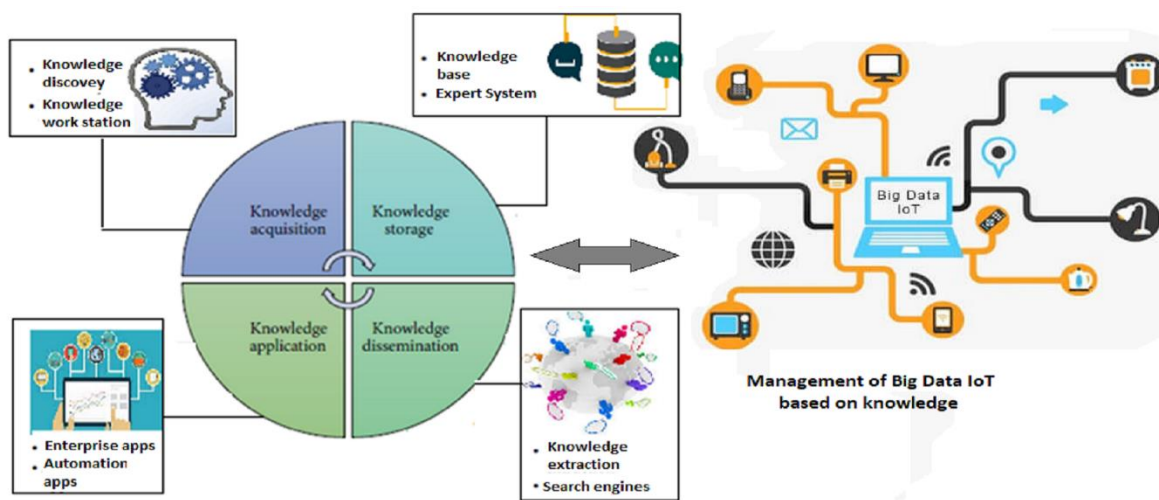 • Knowledge
discovey
• Knowledge
work station
• Knowledge
base
• Expert System
Knowledge
acquisition
Knowledge
storage
Knowledge
application
Knowledge
dissemination
• Enterprise apps
• Automation
apps
• Knowledge
extraction
• Search engines
Big Data
IoT
Management of Big Data IoT
based on knowledge